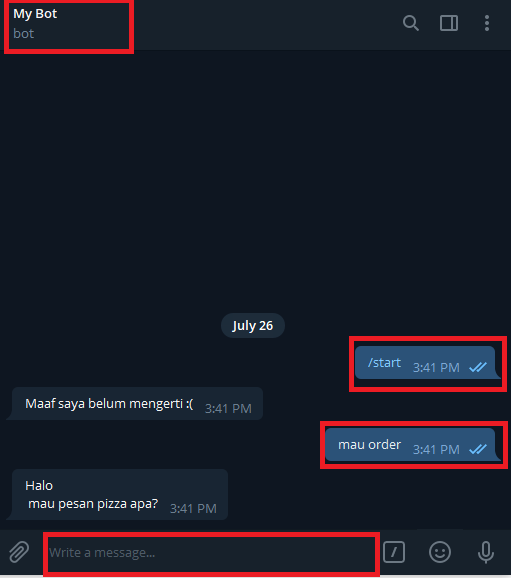 My Bot
bot
July 26
/start 3:41 PM
Maaf saya belum mengerti :( 3:41 PM
mau order 3:41 PM
Halo
mau pesan pizza apa? 3:41 PM
Write a message...